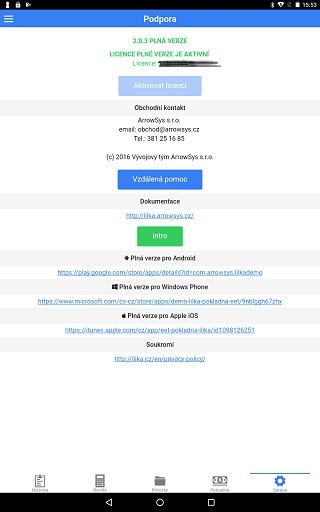 15:53
Podpora
2.0.3 PLNÁ VERZE
LICENCE PLNÉ VERZE JE AKTIVNÍ
Licence:
Aktivovat licenci
Obchodní kontakt
ArrowSys s.r.o.
email: obchod@arrowsys.cz
Tel.: 381 25 16 85
(c) 2016 Vývojový tým ArrowSys s.r.o.
Vzdálená pomoc
Dokumentace
http://lilka.arrowsys.cz/
Intro
Plná verze pro Android
https://play.google.com/store/apps/details?id=com.arrowsys.lilkademo
Plná verze pro Windows Phone
https://www.microsoft.com/cs-cz/store/apps/demo-lilka-pokladna-eet/9nblggh67zhx
Plná verze pro Apple iOS
https://itunes.apple.com/cz/app/eet-pokladna-lilka/id1098126251
Soukromí
http://lilka.cz/en/privacy-policy/
Účtenka
Rychlá
Položky
Pokladna
Správa